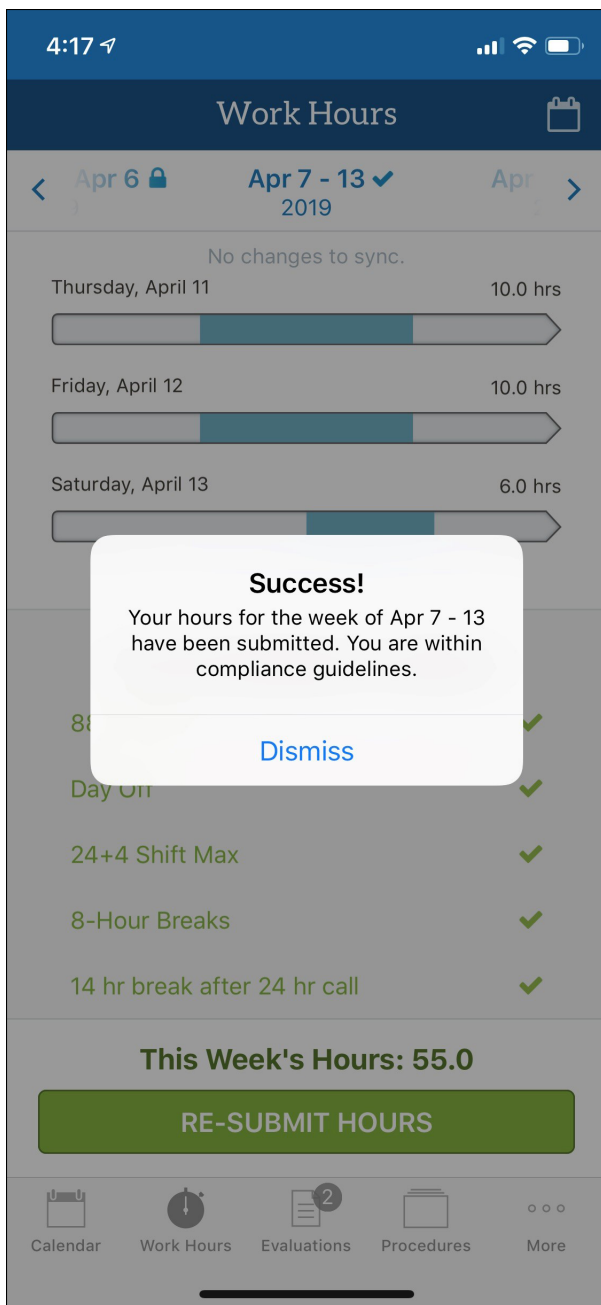 4:17
Work Hours
Apr 6
Apr 7 - 13
Apr
2019
No changes to sync.
Thursday, April 11
10.0 hrs
Friday, April 12
10.0 hrs
Saturday, April 13
6.0 hrs
Success!
Your hours for the week of Apr 7 - 13
have been submitted. You are within
compliance guidelines.
Dismiss
Day Off
24+4 Shift Max
8-Hour Breaks
14 hr break after 24 hr call
This Week's Hours: 55.0
RE-SUBMIT HOURS
2
Calendar
Work Hours
Evaluations
Procedures
More